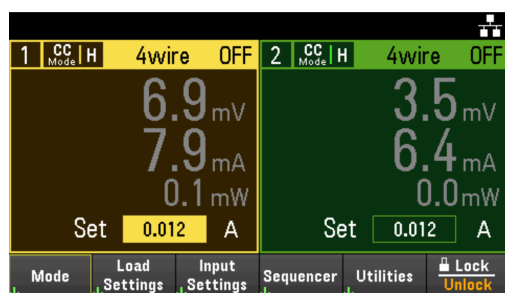 1 CC Mode H 4wire OFF
6.9 mV
7.9 mA
0.1 mW
Set 0.012 A
2 CC Mode H 4wire OFF
3.5 mV
6.4 mA
0.0 mW
Set 0.012 A
Mode
Load
Settings
Input
Settings
Sequencer
Utilities
Lock
Unlock